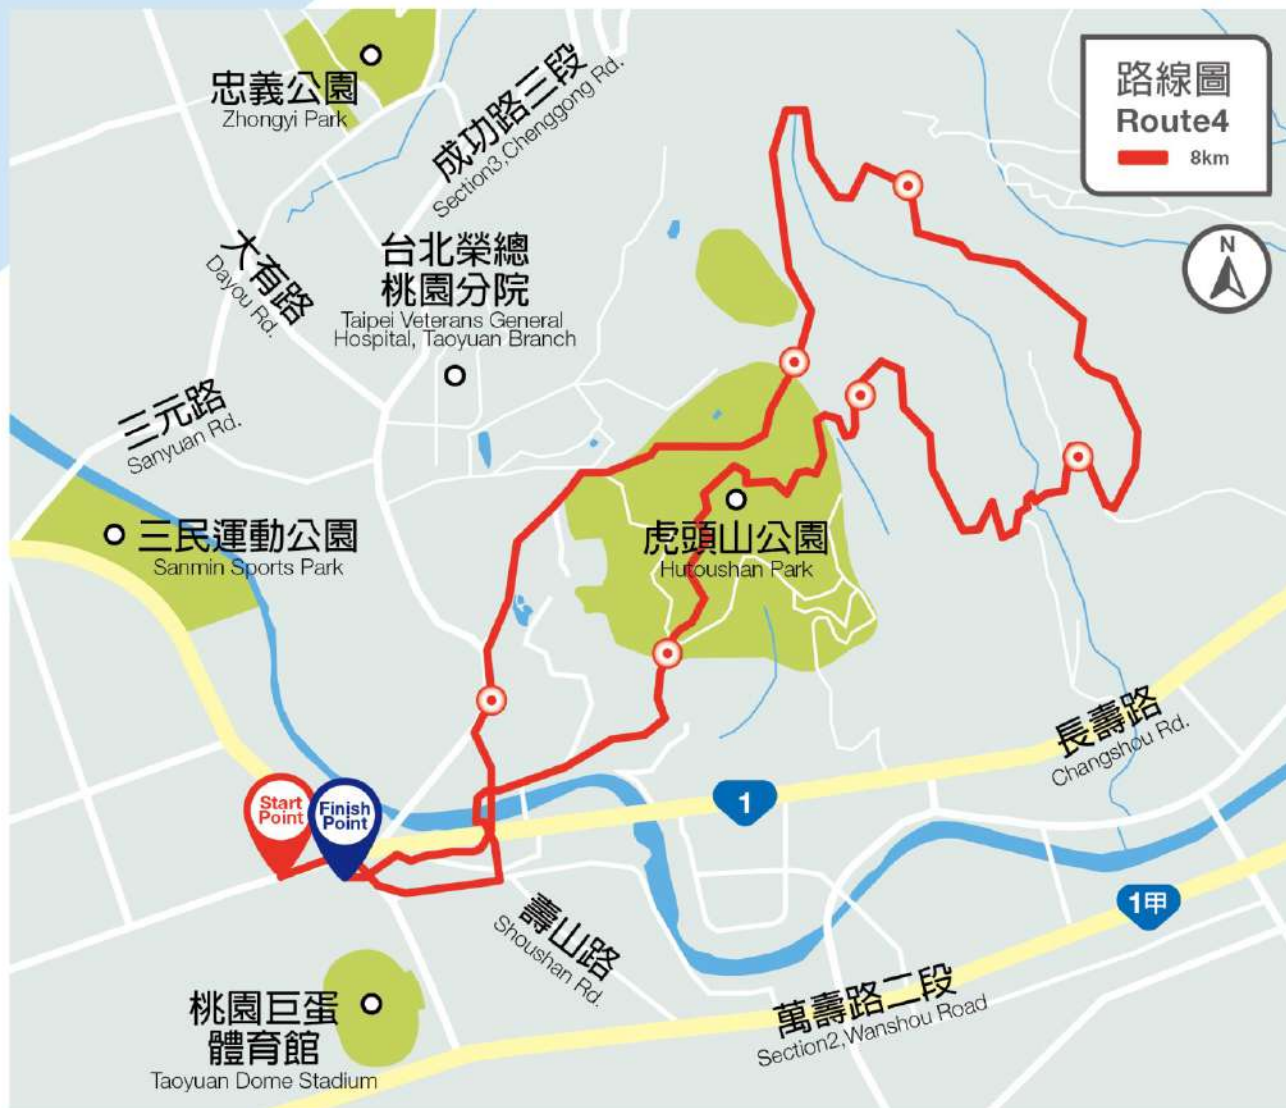 忠義公園
Zhongyi Park
成功路三段
Section3,Chenggong Rd.
路線圖
Route4
8km
N
大有路
Dayou Rd.
台北榮總
桃園分院
Taipei Veterans General
Hospital, Taoyuan Branch
三元路
Sanyuan Rd.
三民運動公園
Sanmin Sports Park
虎頭山公園
Hutoushan Park
長壽路
Changshou Rd.
1
Start
Point
Finish
Point
1甲
壽山路
Shoushan Rd.
萬壽路二段
Section2,Wanshou Road
桃園巨蛋
體育館
Taoyuan Dome Stadium